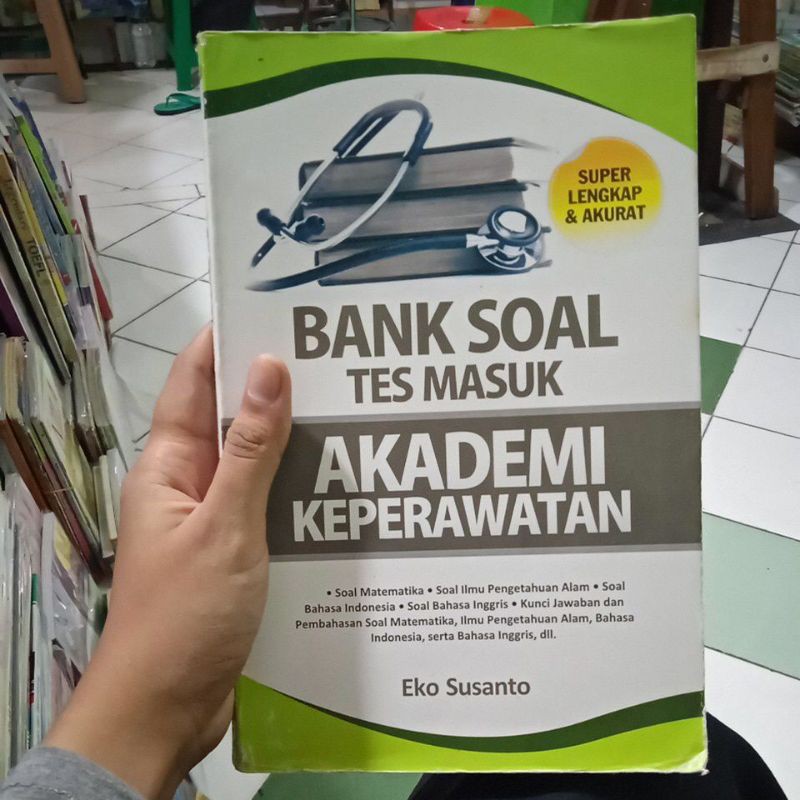 SUPER
LENGKAP
& AKURAT
BANK SOAL
TES MASUK
AKADEMI
KEPERAWATAN
• Soal Matematika • Soal Ilmu Pengetahuan Alam • Soal
Bahasa Indonesia • Soal Bahasa Inggris • Kunci Jawaban dan
Pembahasan Soal Matematika, Ilmu Pengetahuan Alam, Bahasa
Indonesia, serta Bahasa Inggris, dll.
Eko Susanto
TOEFL